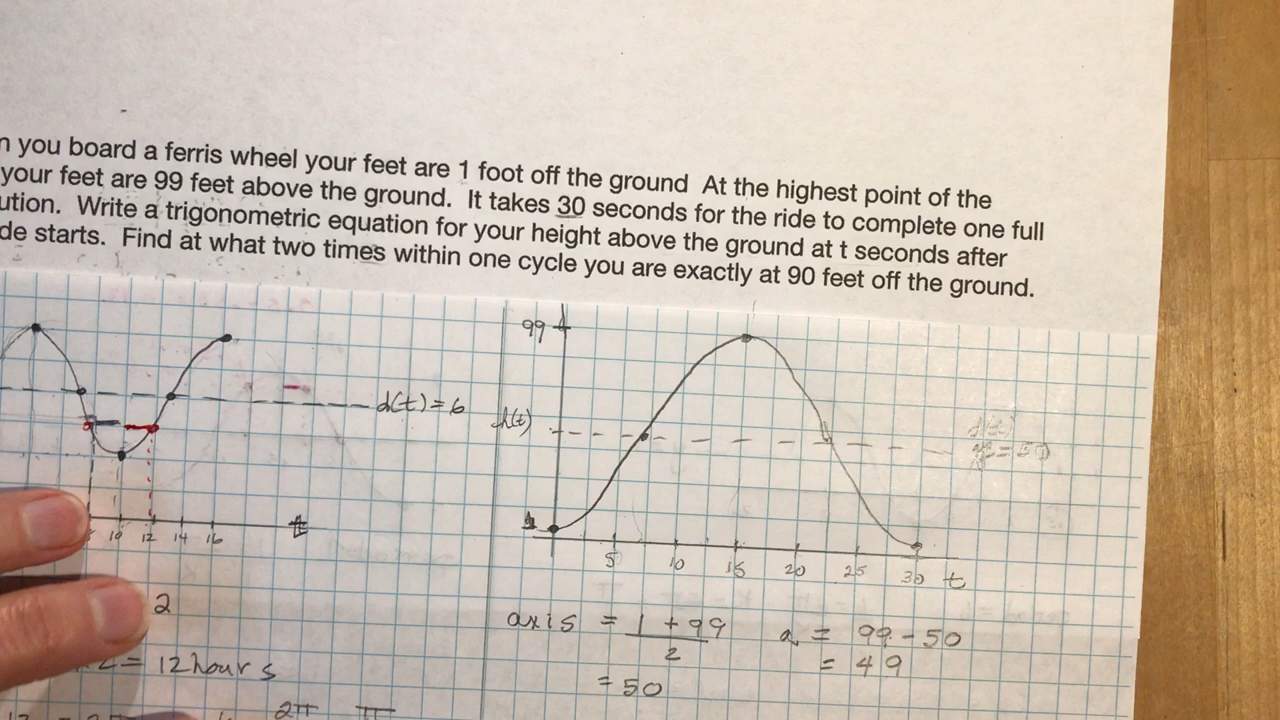 n you board a ferris wheel your feet are 1 foot off the ground At the highest point of the
your feet are 99 feet above the ground. It takes 30 seconds for the ride to complete one full
ution. Write a trigonometric equation for your height above the ground at t seconds after
de starts. Find at what two times within one cycle you are exactly at 90 feet off the ground.
99
d(t) = 6
h(t)
= 50
1
10 12 14 16 t
5 10 15 20 25 30 t
2
= 12 hours
axis = 1 + 99
2
= 50
a = 99 - 50
= 49
2π π